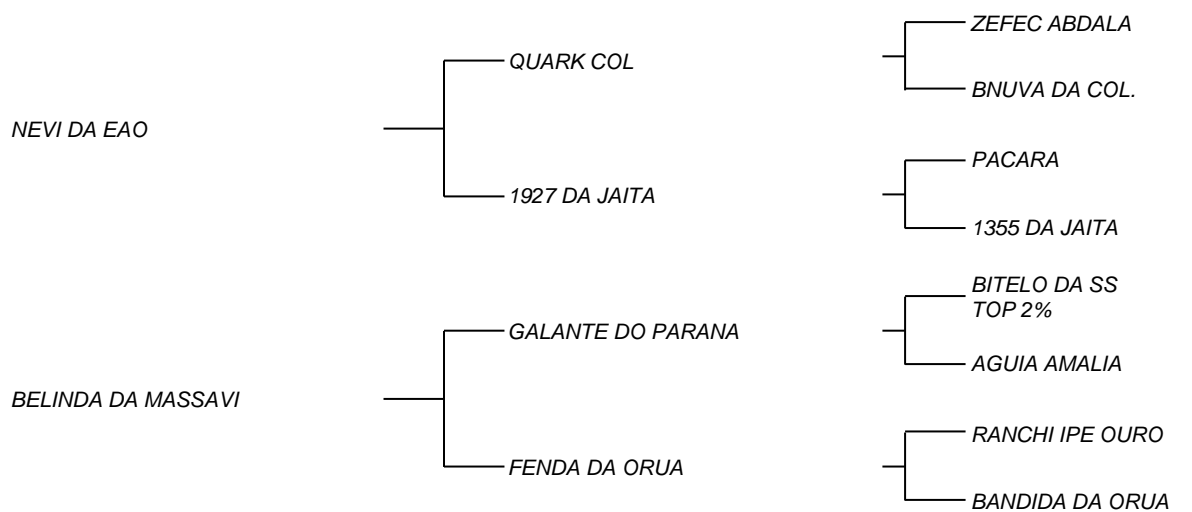 ZEFEC ABDALA
QUARK COL
BNUVA DA COL.
NEVI DA EAO
PACARA
1927 DA JAITA
1355 DA JAITA
BITELO DA SS
TOP 2%
GALANTE DO PARANA
AGUIA AMALIA
BELINDA DA MASSAVI
RANCHI IPE OURO
FENDA DA ORUA
BANDIDA DA ORUA